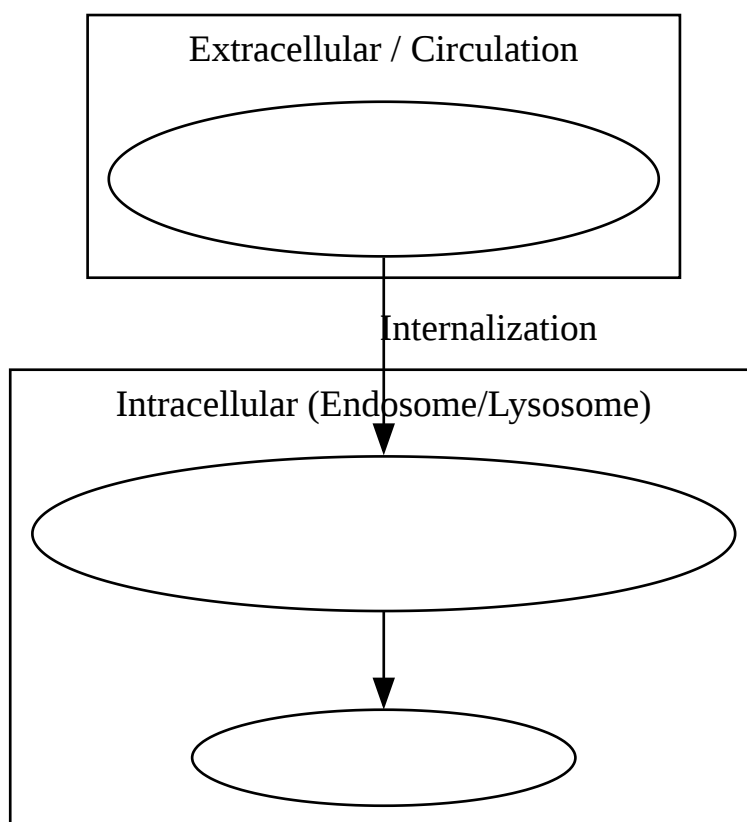 Extracellular / Circulation
Internalization
Intracellular (Endosome/Lysosome)